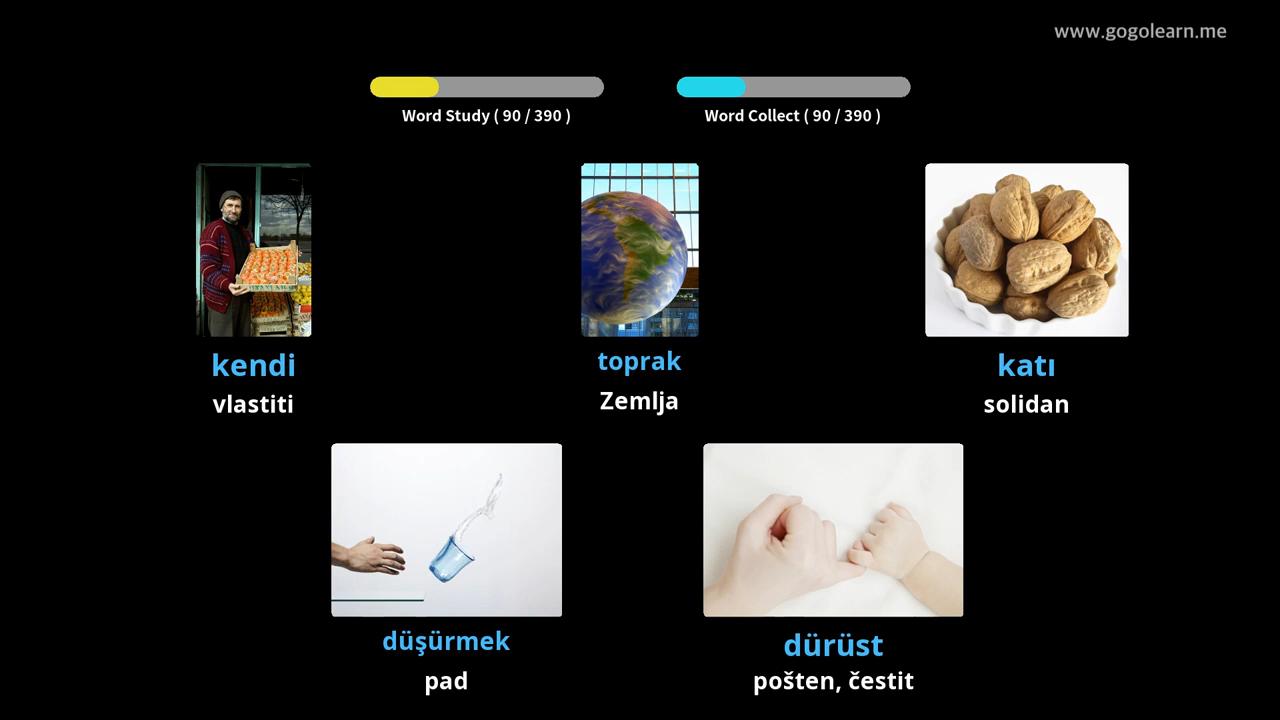 www.gogolearn.me
Word Study ( 90 / 390 )
Word Collect ( 90 / 390 )
kendi
vlastiti
toprak
Zemlja
katı
solidan
düşürmek
pad
dürüst
pošten, čestit